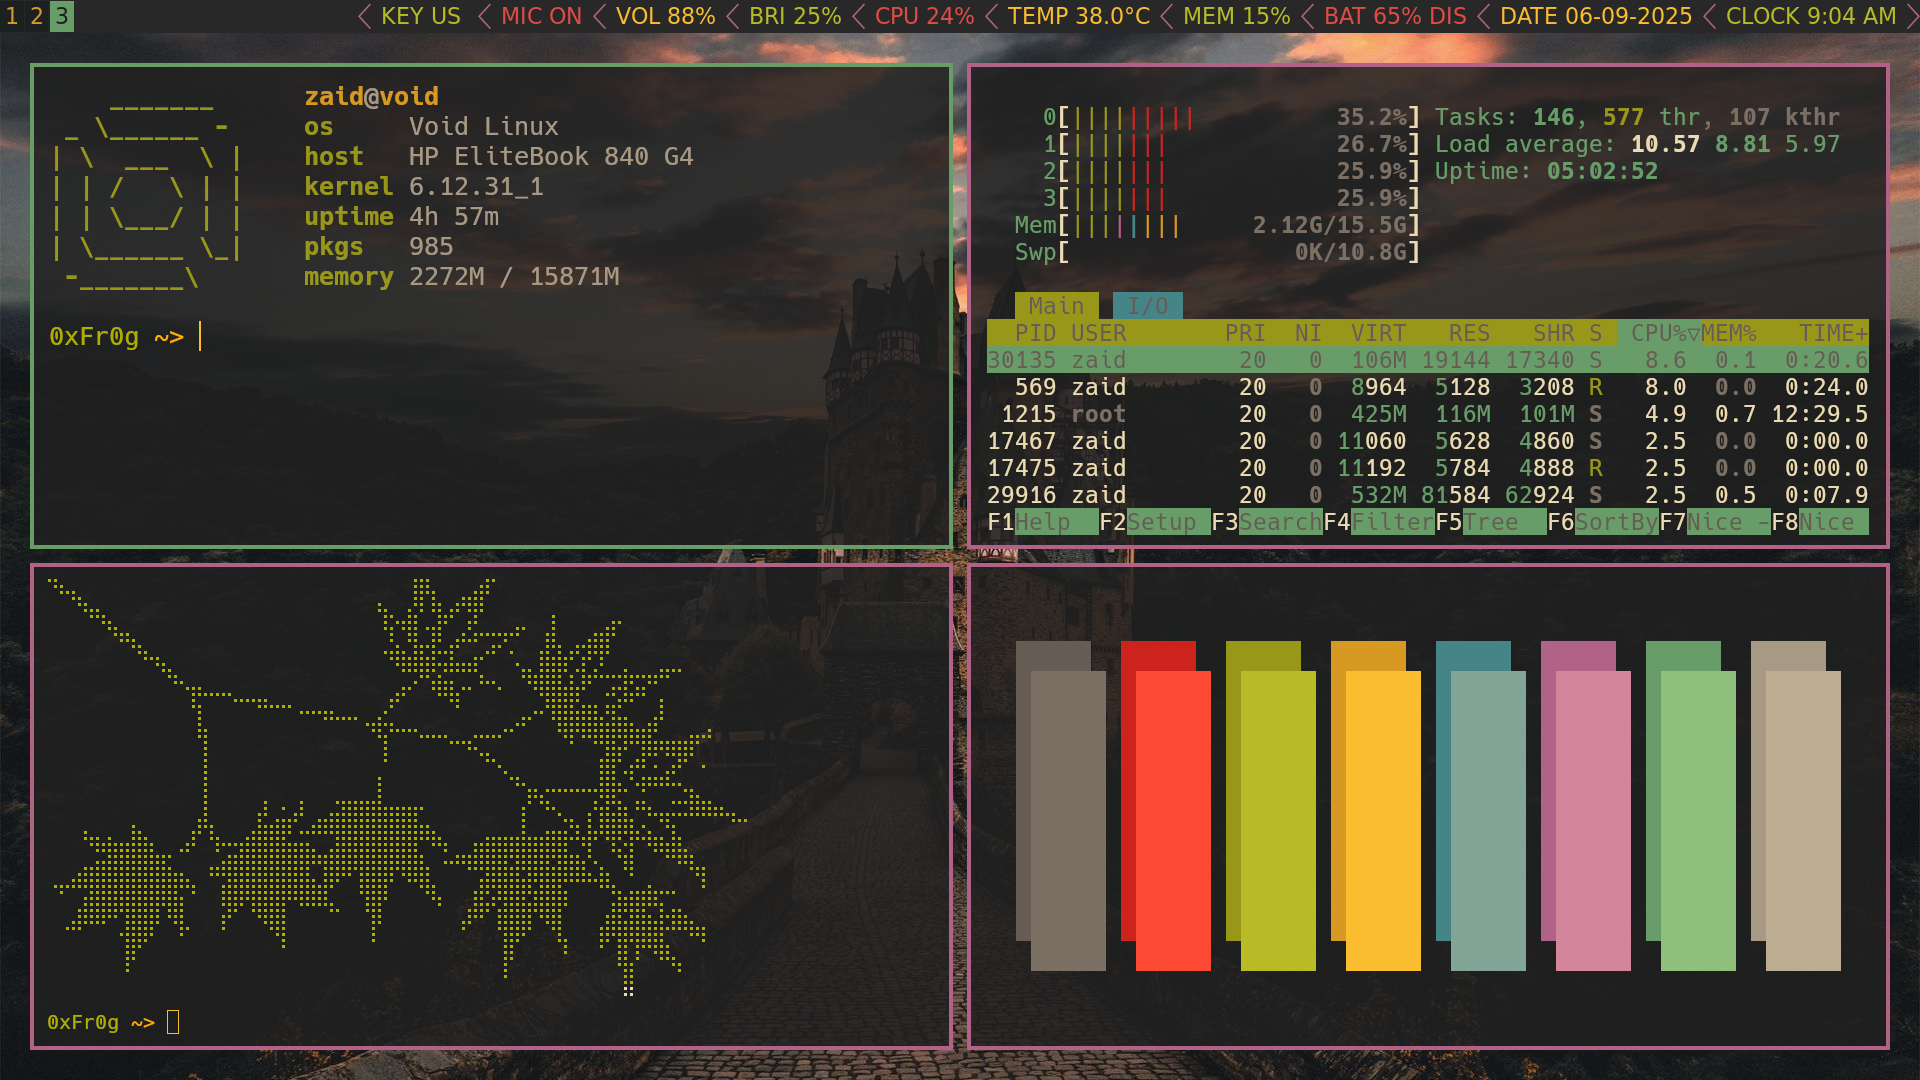 1 2 3 KEY US MIC ON VOL 88% BRI 25% CPU 24% TEMP 38.0°C MEM 15% BAT 65% DIS DATE 06-09-2025 CLOCK 9:04 AM
zaid@void
os Void Linux
host HP EliteBook 840 G4
kernel 6.12.31_1
uptime 4h 57m
pkgs 985
memory 2272M / 15871M
0xFr0g ~>
0[||||||||| 35.2%] Tasks: 146, 577 thr, 107 kthr
1[||||||| 26.7%] Load average: 10.57 8.81 5.97
2[||||||| 25.9%] Uptime: 05:02:52
3[||||||| 25.9%]
Mem[|||||||| 2.12G/15.5G]
Swp[ 0K/10.8G]
Main I/O
PID USER PRI NI VIRT RES SHR S CPU%▽MEM% TIME+
30135 zaid 20 0 106M 19144 17340 S 8.6 0.1 0:20.6
569 zaid 20 0 8964 5128 3208 R 8.0 0.0 0:24.0
1215 root 20 0 425M 116M 101M S 4.9 0.7 12:29.5
17467 zaid 20 0 11060 5628 4860 S 2.5 0.0 0:00.0
17475 zaid 20 0 11192 5784 4888 R 2.5 0.0 0:00.0
29916 zaid 20 0 532M 81584 62924 S 2.5 0.5 0:07.9
F1Help F2Setup F3SearchF4FilterF5Tree F6SortByF7Nice -F8Nice
0xFr0g ~>